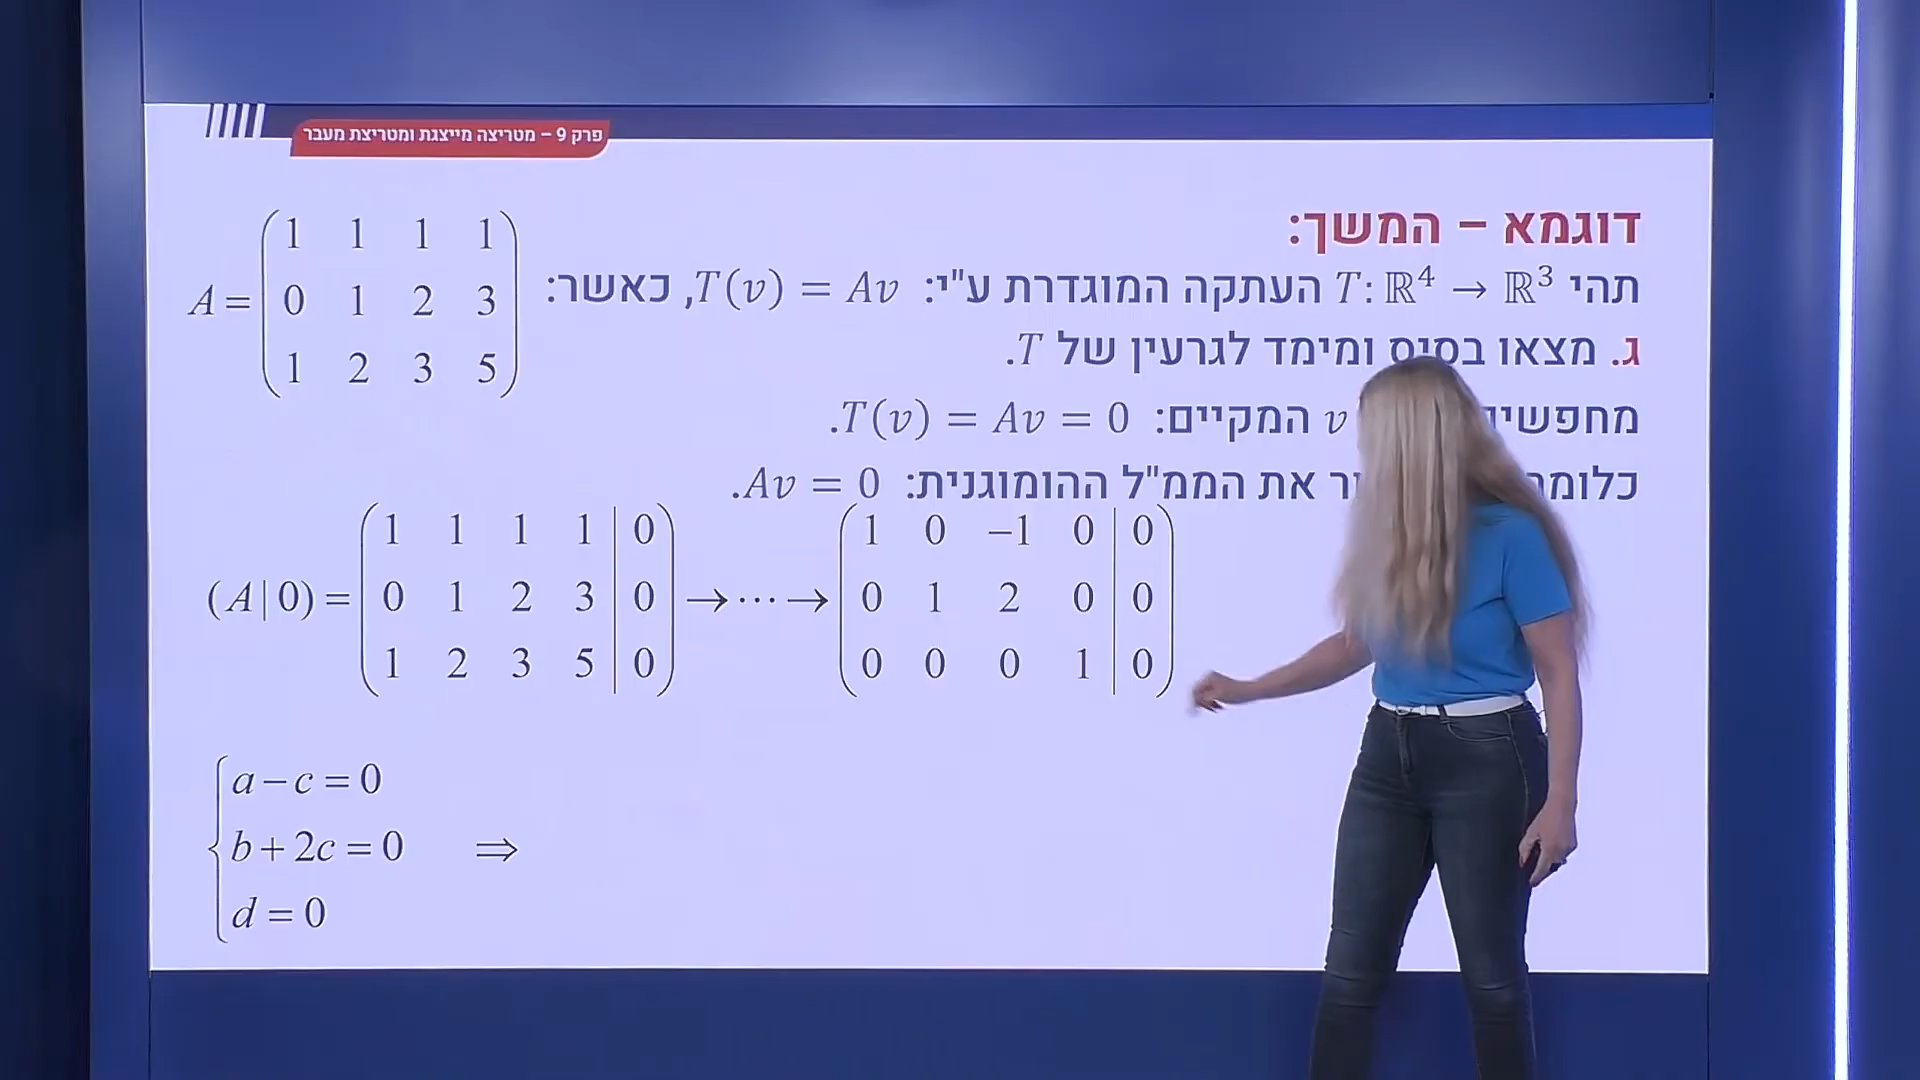 פרק 9 – מטריצה מייצגת ומטריצת מעבר
דוגמא – המשך:
תהי T: ℝ⁴ → ℝ³ העתקה המוגדרת ע"י: T(v) = Av, כאשר:
A = (1 1 1 1
0 1 2 3
1 2 3 5)
ג. מצאו בסיס ומימד לגרעין של T.
v המקיים: T(v) = Av = 0.
את הממ"ל ההומוגנית: Av = 0.
(A|0) = (1 1 1 1 | 0
0 1 2 3 | 0
1 2 3 5 | 0) → ⋯ → (1 0 −1 0 | 0
0 1 2 0 | 0
0 0 0 1 | 0)
{ a − c = 0
b + 2c = 0 ⇒
d = 0